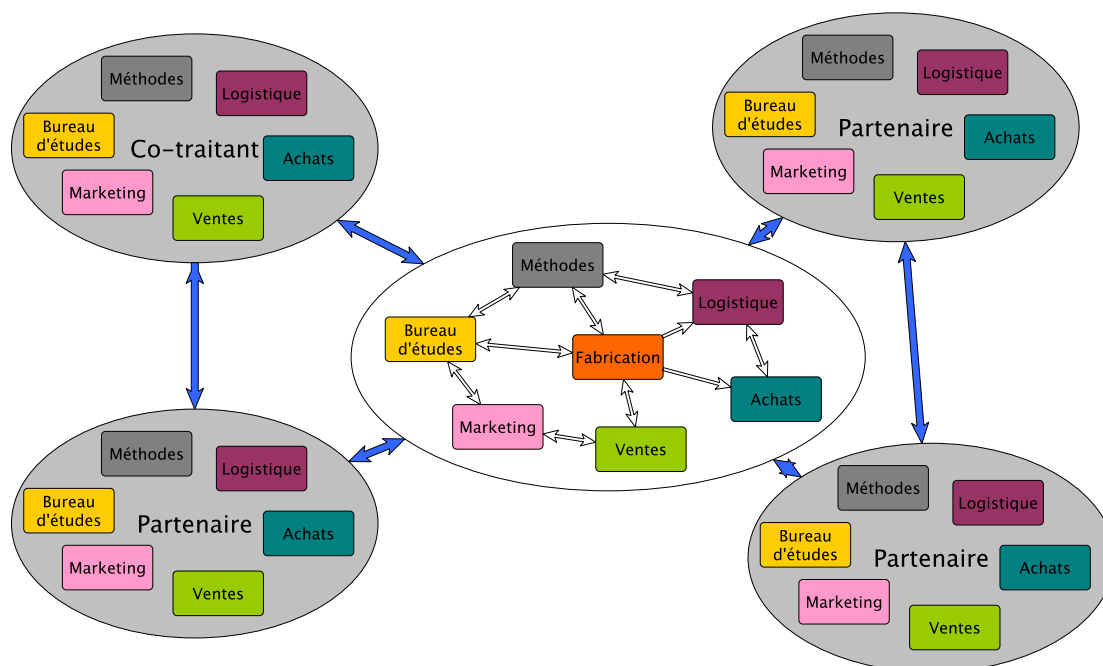 Méthodes
Logistique
Bureau
d'études
Co-traitant
Achats
Marketing
Ventes
Méthodes
Logistique
Bureau
d'études
Partenaire
Achats
Marketing
Ventes
Méthodes
Logistique
Bureau
d'études
Fabrication
Achats
Marketing
Ventes
Méthodes
Logistique
Bureau
d'études
Partenaire
Achats
Marketing
Ventes
Méthodes
Logistique
Bureau
d'études
Partenaire
Achats
Marketing
Ventes